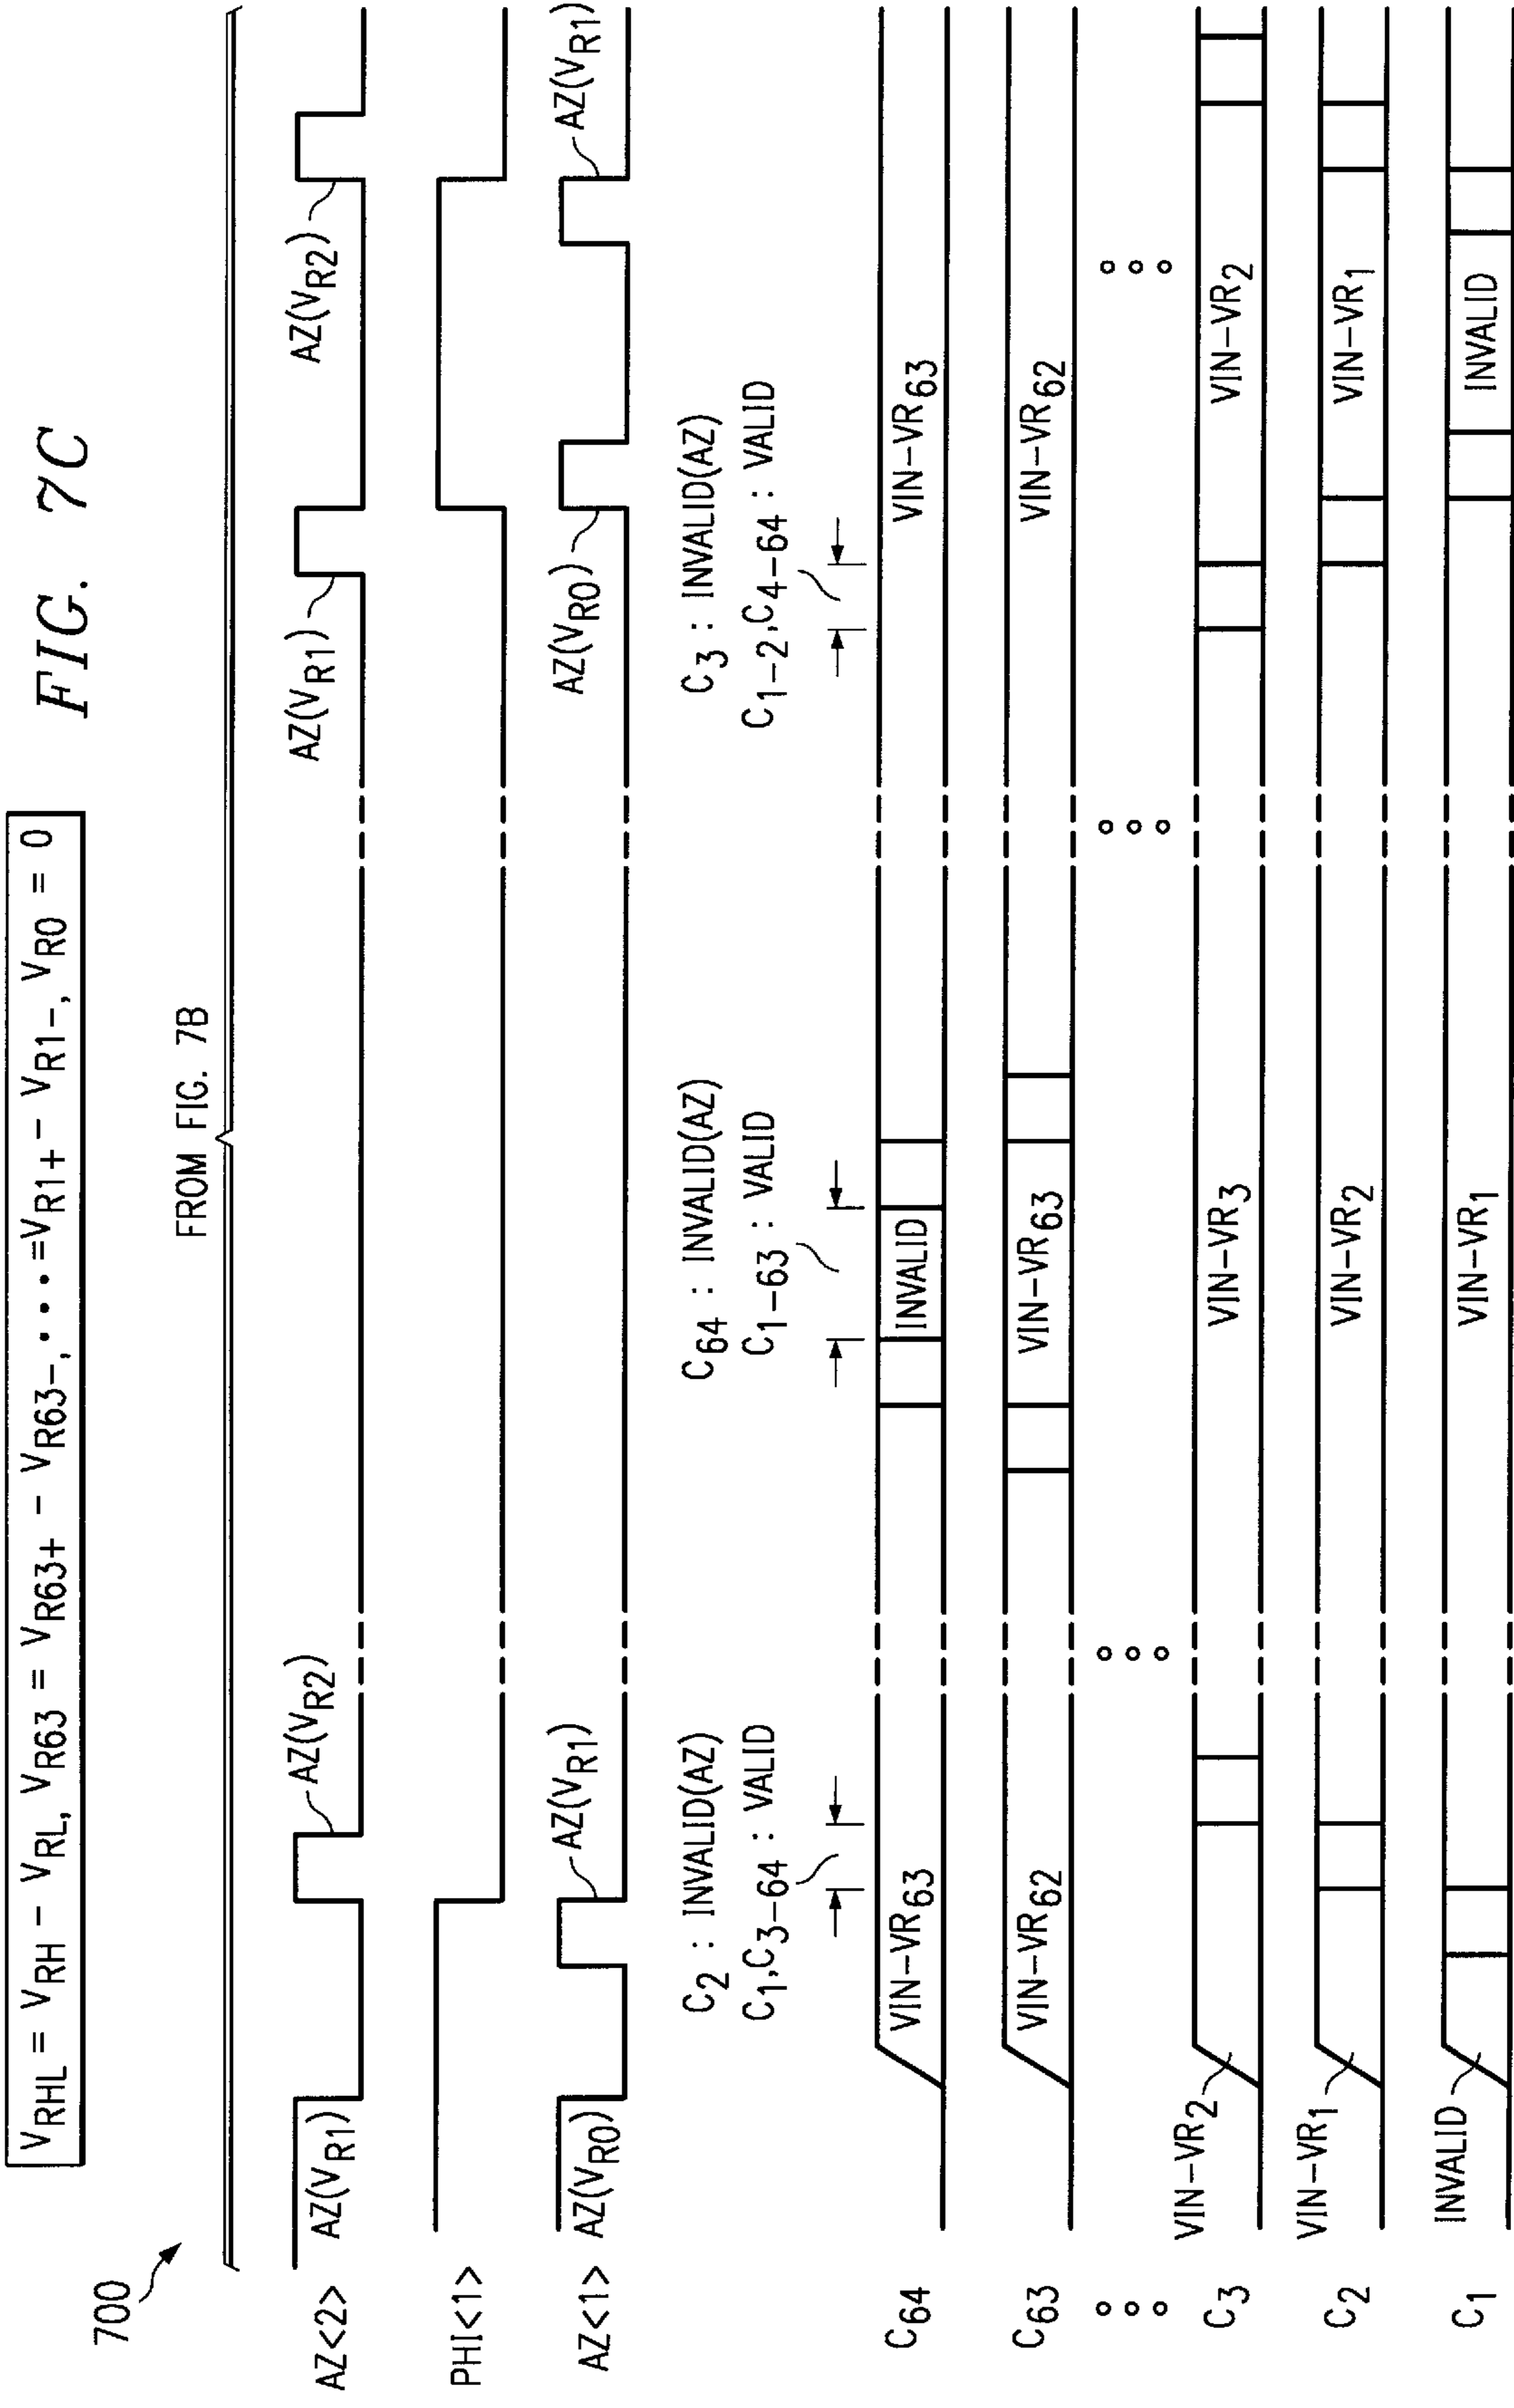 V_RHL = V_RH − V_RL, V_R63 = V_R63+ − V_R63−, • • • =V_R1+ − V_R1−, V_R0 = 0
FIG. 7C
700
FROM FIG. 7B
AZ<2>
AZ(V_R1)
AZ(V_R2)
AZ(V_R1)
AZ(V_R2)
PHI<1>
AZ<1>
AZ(V_R0)
AZ(V_R1)
AZ(V_R0)
AZ(V_R1)
C_2 : INVALID(AZ)
C_1,C_3−64 : VALID
C_64 : INVALID(AZ)
C_1−63 : VALID
C_3 : INVALID(AZ)
C_1−2,C_4−64 : VALID
C_64
VIN−VR_63
INVALID
VIN−VR_63
C_63
VIN−VR_62
VIN−VR_63
VIN−VR_62
C_3
VIN−VR_2
VIN−VR_3
VIN−VR_2
C_2
VIN−VR_1
VIN−VR_2
VIN−VR_1
C_1
INVALID
VIN−VR_1
INVALID